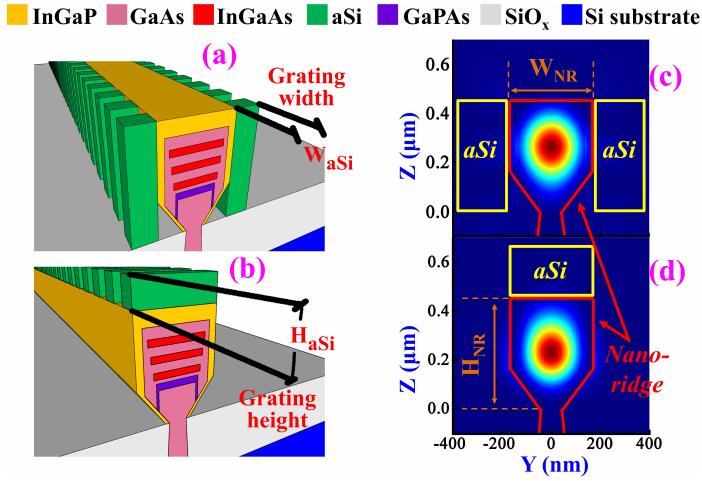 InGaP GaAs InGaAs aSi GaPAs SiOx Si substrate
(a)
Grating
width
WaSi
(b)
HaSi
Grating
height
(c)
WNR
aSi
aSi
Z (µm)
0.6
0.4
0.2
0.0
(d)
aSi
HNR
Nano-
ridge
Z (µm)
0.6
0.4
0.2
0.0
-400 -200 0 200 400
Y (nm)